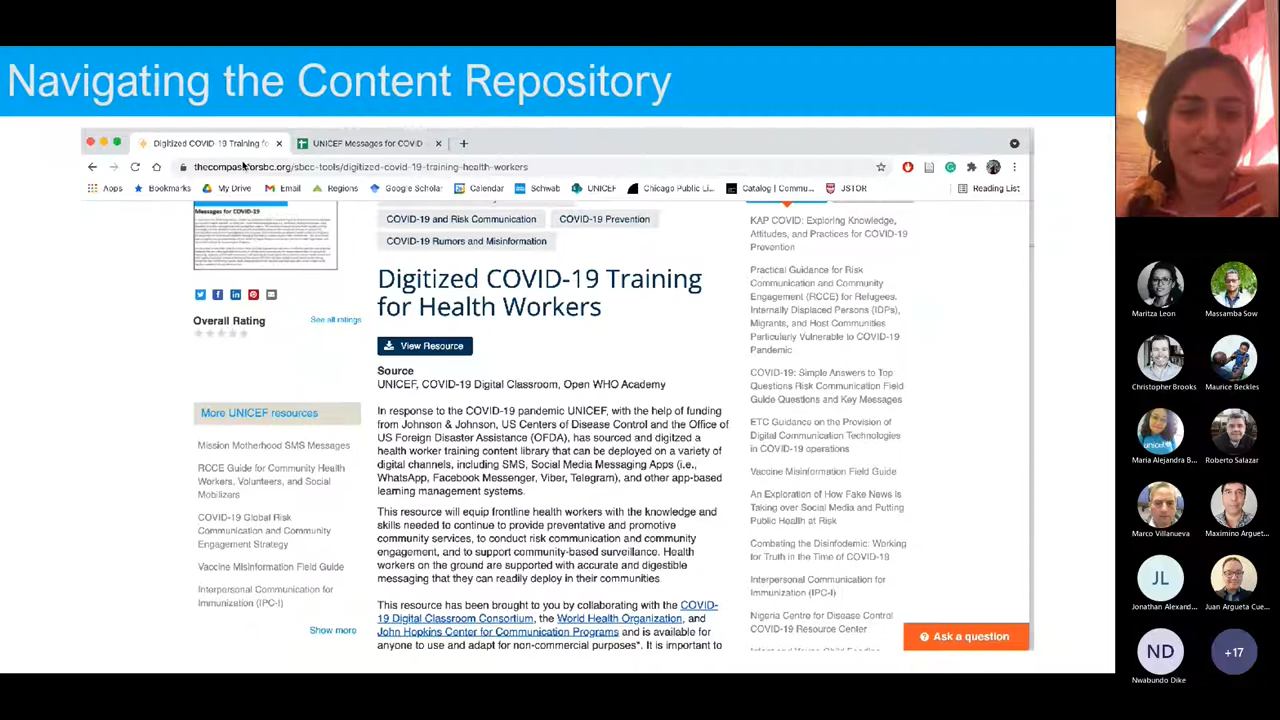 Navigating the Content Repository
Digitized COVID-19 Training fo
UNICEF Messages for COVID
thecompassforsbc.org/sbcc-tools/digitized-covid-19-training-health-workers
Apps
Bookmarks
My Drive
Email
Regions
Google Scholar
Calendar
Schwab
UNICEF
Chicago Public Li...
Catalog | Commu...
JSTOR
Reading List
Messages for COVID-19
Overall Rating
See all ratings
More UNICEF resources
Mission Motherhood SMS Messages
RCCE Guide for Community Health
Workers, Volunteers, and Social
Mobilizers
COVID-19 Global Risk
Communication and Community
Engagement Strategy
Vaccine Misinformation Field Guide
Interpersonal Communication for
Immunization (IPC-I)
Show more
COVID-19 and Risk Communication
COVID-19 Prevention
COVID-19 Rumors and Misinformation
Digitized COVID-19 Training
for Health Workers
View Resource
Source
UNICEF, COVID-19 Digital Classroom, Open WHO Academy
In response to the COVID-19 pandemic UNICEF, with the help of funding
from Johnson & Johnson, US Centers of Disease Control and the Office of
US Foreign Disaster Assistance (OFDA), has sourced and digitized a
health worker training content library that can be deployed on a variety of
digital channels, including SMS, Social Media Messaging Apps (i.e.,
WhatsApp, Facebook Messenger, Viber, Telegram), and other app-based
learning management systems.
This resource will equip frontline health workers with the knowledge and
skills needed to continue to provide preventative and promotive
community services, to conduct risk communication and community
engagement, and to support community-based surveillance. Health
workers on the ground are supported with accurate and digestible
messaging that they can readily deploy in their communities
This resource has been brought to you by collaborating with the COVID-
19 Digital Classroom Consortium, the World Health Organization, and
John Hopkins Center for Communication Programs and is available for
anyone to use and adapt for non-commercial purposes*. It is important to
KAP COVID: Exploring Knowledge,
Attitudes, and Practices for COVID-19
Prevention
Practical Guidance for Risk
Communication and Community
Engagement (RCCE) for Refugees,
Internally Displaced Persons (IDPs),
Migrants, and Host Communities
Particularly Vulnerable to COVID-19
Pandemic
COVID-19: Simple Answers to Top
Questions Risk Communication Field
Guide Questions and Key Messages
ETC Guidance on the Provision of
Digital Communication Technologies
in COVID-19 operations
Vaccine Misinformation Field Guide
An Exploration of How Fake News is
Taking over Social Media and Putting
Public Health at Risk
Combating the Disinfodemic: Working
for Truth in the Time of COVID-19
Interpersonal Communication for
Immunization (IPC-I)
Nigeria Centre for Disease Control
COVID-19 Resource Center
Ask a question
Maritza Leon
Massamba Sow
Christopher Brooks
Maurice Beckles
unicef
Maria Alejandra B...
Roberto Salazar
Marco Villanueva
Maximino Arguet...
JL
Jonathan Alexand...
Juan Argueta Cue...
ND
+17
Nwabundo Dike